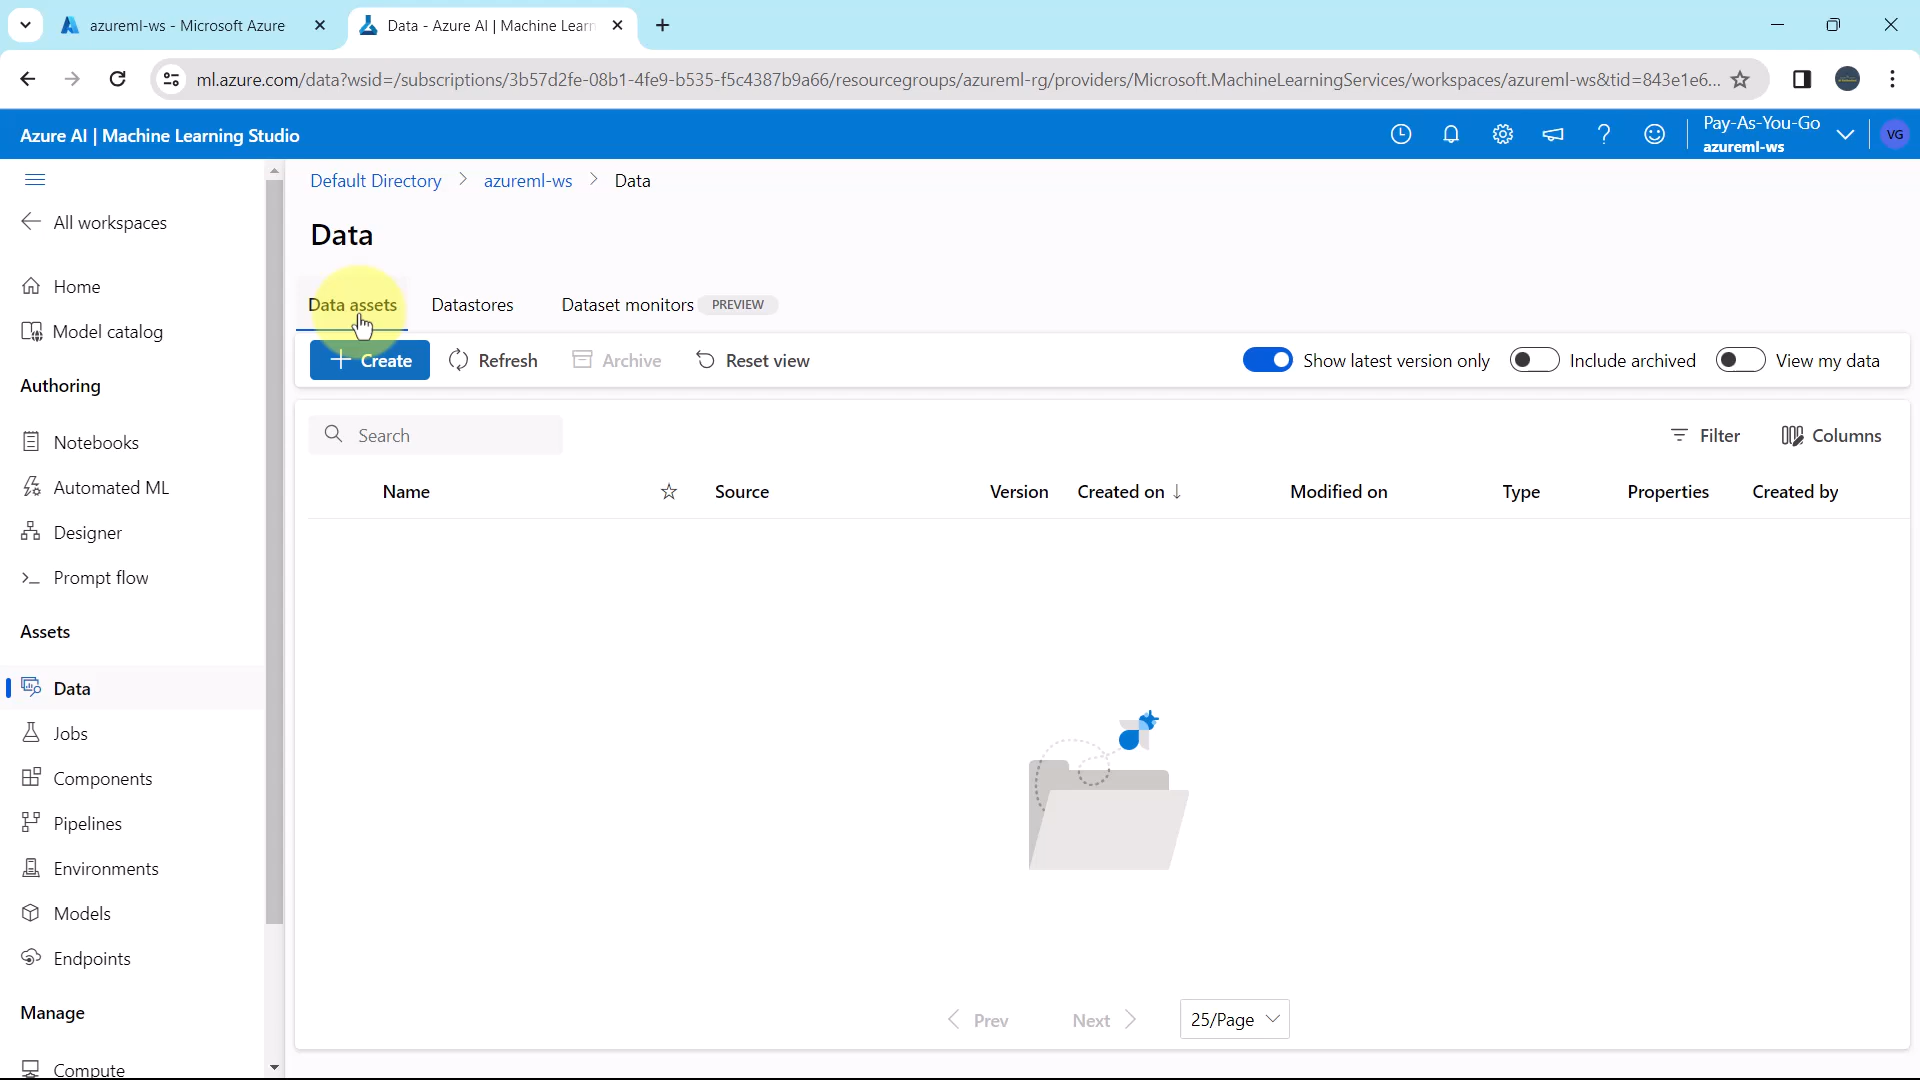 azureml-ws - Microsoft Azure
Data - Azure AI | Machine Learn
ml.azure.com/data?wsid=/subscriptions/3b57d2fe-08b1-4fe9-b535-f5c4387b9a66/resourcegroups/azureml-rg/providers/Microsoft.MachineLearningServices/workspaces/azureml-ws&tid=843e1e6...
Azure AI | Machine Learning Studio
Pay-As-You-Go
azureml-ws
VG
All workspaces
Home
Model catalog
Authoring
Notebooks
Automated ML
Designer
Prompt flow
Assets
Data
Jobs
Components
Pipelines
Environments
Models
Endpoints
Manage
Compute
Default Directory > azureml-ws > Data
Data
Data assets Datastores Dataset monitors PREVIEW
Create Refresh Archive Reset view Show latest version only Include archived View my data
Search Filter Columns
Name Source Version Created on Modified on Type Properties Created by
Prev Next 25/Page